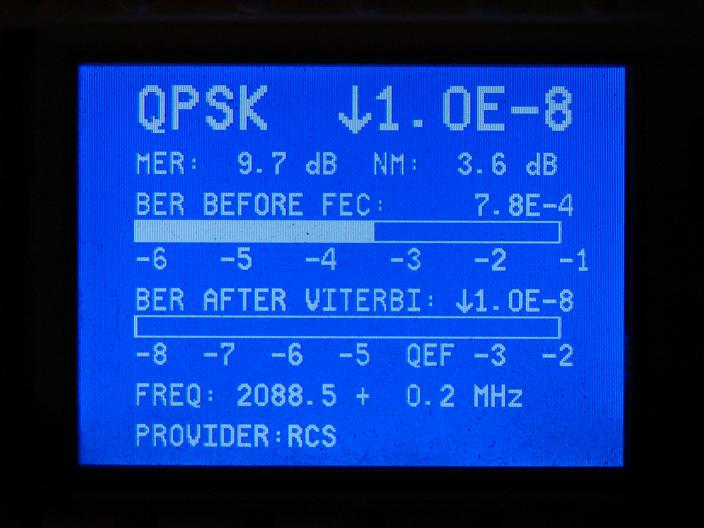 QPSK ↓1.0E-8
MER: 9.7 dB NM: 3.6 dB
BER BEFORE FEC: 7.8E-4
-6 -5 -4 -3 -2 -1
BER AFTER VITERBI: ↓1.0E-8
-8 -7 -6 -5 QEF -3 -2
FREQ: 2088.5 + 0.2 MHz
PROVIDER:RCS